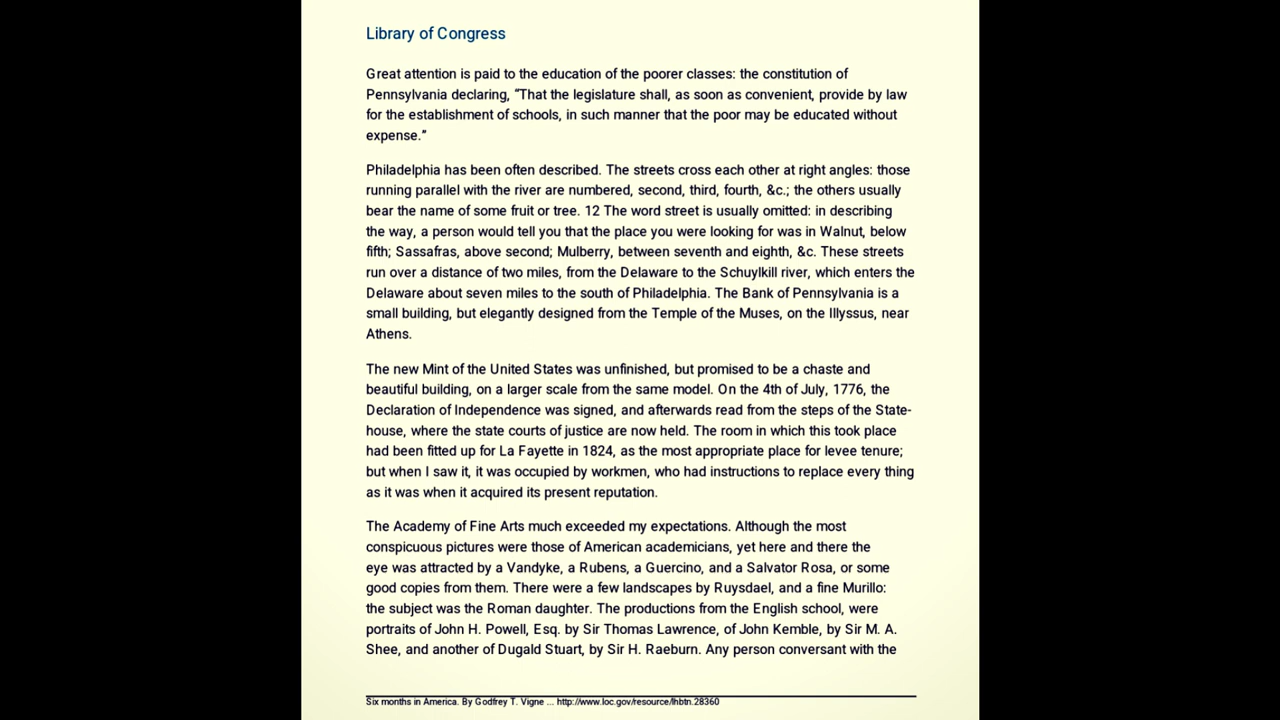 Library of Congress
Great attention is paid to the education of the poorer classes: the constitution of
Pennsylvania declaring, “That the legislature shall, as soon as convenient, provide by law
for the establishment of schools, in such manner that the poor may be educated without
expense.”
Philadelphia has been often described. The streets cross each other at right angles: those
running parallel with the river are numbered, second, third, fourth, &c.; the others usually
bear the name of some fruit or tree. 12 The word street is usually omitted: in describing
the way, a person would tell you that the place you were looking for was in Walnut, below
fifth; Sassafras, above second; Mulberry, between seventh and eighth, &c. These streets
run over a distance of two miles, from the Delaware to the Schuylkill river, which enters the
Delaware about seven miles to the south of Philadelphia. The Bank of Pennsylvania is a
small building, but elegantly designed from the Temple of the Muses, on the Illyssus, near
Athens.
The new Mint of the United States was unfinished, but promised to be a chaste and
beautiful building, on a larger scale from the same model. On the 4th of July, 1776, the
Declaration of Independence was signed, and afterwards read from the steps of the State-
house, where the state courts of justice are now held. The room in which this took place
had been fitted up for La Fayette in 1824, as the most appropriate place for levee tenure;
but when I saw it, it was occupied by workmen, who had instructions to replace every thing
as it was when it acquired its present reputation.
The Academy of Fine Arts much exceeded my expectations. Although the most
conspicuous pictures were those of American academicians, yet here and there the
eye was attracted by a Vandyke, a Rubens, a Guercino, and a Salvator Rosa, or some
good copies from them. There were a few landscapes by Ruysdael, and a fine Murillo:
the subject was the Roman daughter. The productions from the English school, were
portraits of John H. Powell, Esq. by Sir Thomas Lawrence, of John Kemble, by Sir M. A.
Shee, and another of Dugald Stuart, by Sir H. Raeburn. Any person conversant with the
Six months in America. By Godfrey T. Vigne ... http://www.loc.gov/resource/lhbtn.28360